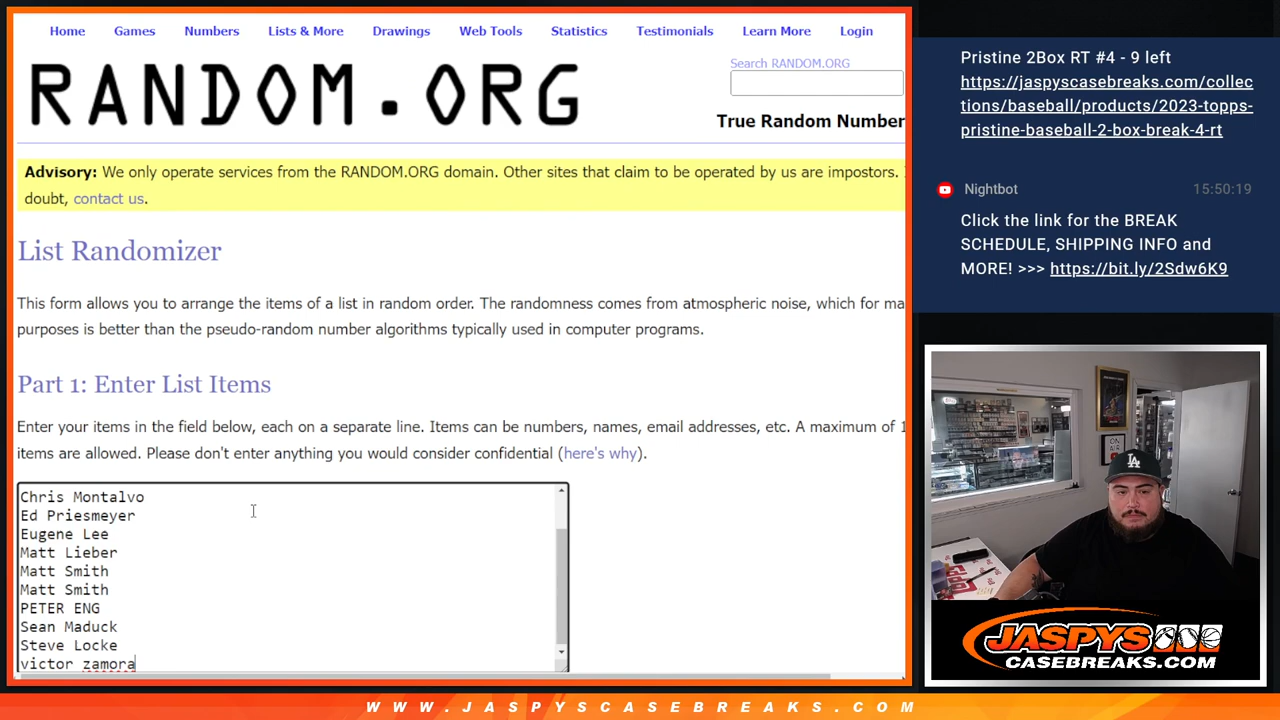 Home Games Numbers Lists & More Drawings Web Tools Statistics Testimonials Learn More Login
RANDOM.ORG
Search RANDOM.ORG
True Random Number
Advisory: We only operate services from the RANDOM.ORG domain. Other sites that claim to be operated by us are impostors.
doubt, contact us.
List Randomizer
This form allows you to arrange the items of a list in random order. The randomness comes from atmospheric noise, which for ma
purposes is better than the pseudo-random number algorithms typically used in computer programs.
Part 1: Enter List Items
Enter your items in the field below, each on a separate line. Items can be numbers, names, email addresses, etc. A maximum of 1
items are allowed. Please don't enter anything you would consider confidential (here's why).
Chris Montalvo
Ed Priesmeyer
Eugene Lee
Matt Lieber
Matt Smith
Matt Smith
PETER ENG
Sean Maduck
Steve Locke
victor zamora
Pristine 2Box RT #4 - 9 left
https://jaspyscasebreaks.com/collec
tions/baseball/products/2023-topps-
pristine-baseball-2-box-break-4-rt
Nightbot 15:50:19
Click the link for the BREAK
SCHEDULE, SHIPPING INFO and
MORE! >>> https://bit.ly/2Sdw6K9
ON AIR
LA
JASPYS
CASEBREAKS.COM
WWW.JASPYSCASEBREAKS.COM